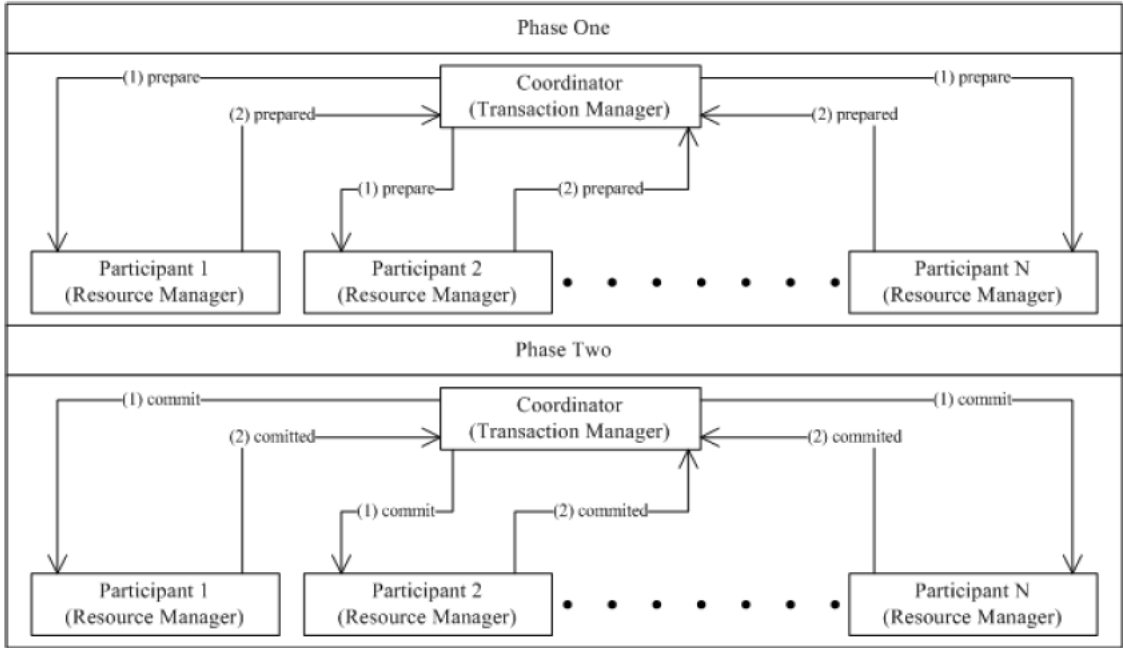 Phase One
(1) prepare
Coordinator
(Transaction Manager)
(1) prepare
(2) prepared
(2) prepared
(1) prepare
(2) prepared
Participant 1
(Resource Manager)
Participant 2
(Resource Manager)
Participant N
(Resource Manager)
Phase Two
(1) commit
Coordinator
(Transaction Manager)
(1) commit
(2) comitted
(2) commited
(1) commit
(2) commited
Participant 1
(Resource Manager)
Participant 2
(Resource Manager)
Participant N
(Resource Manager)